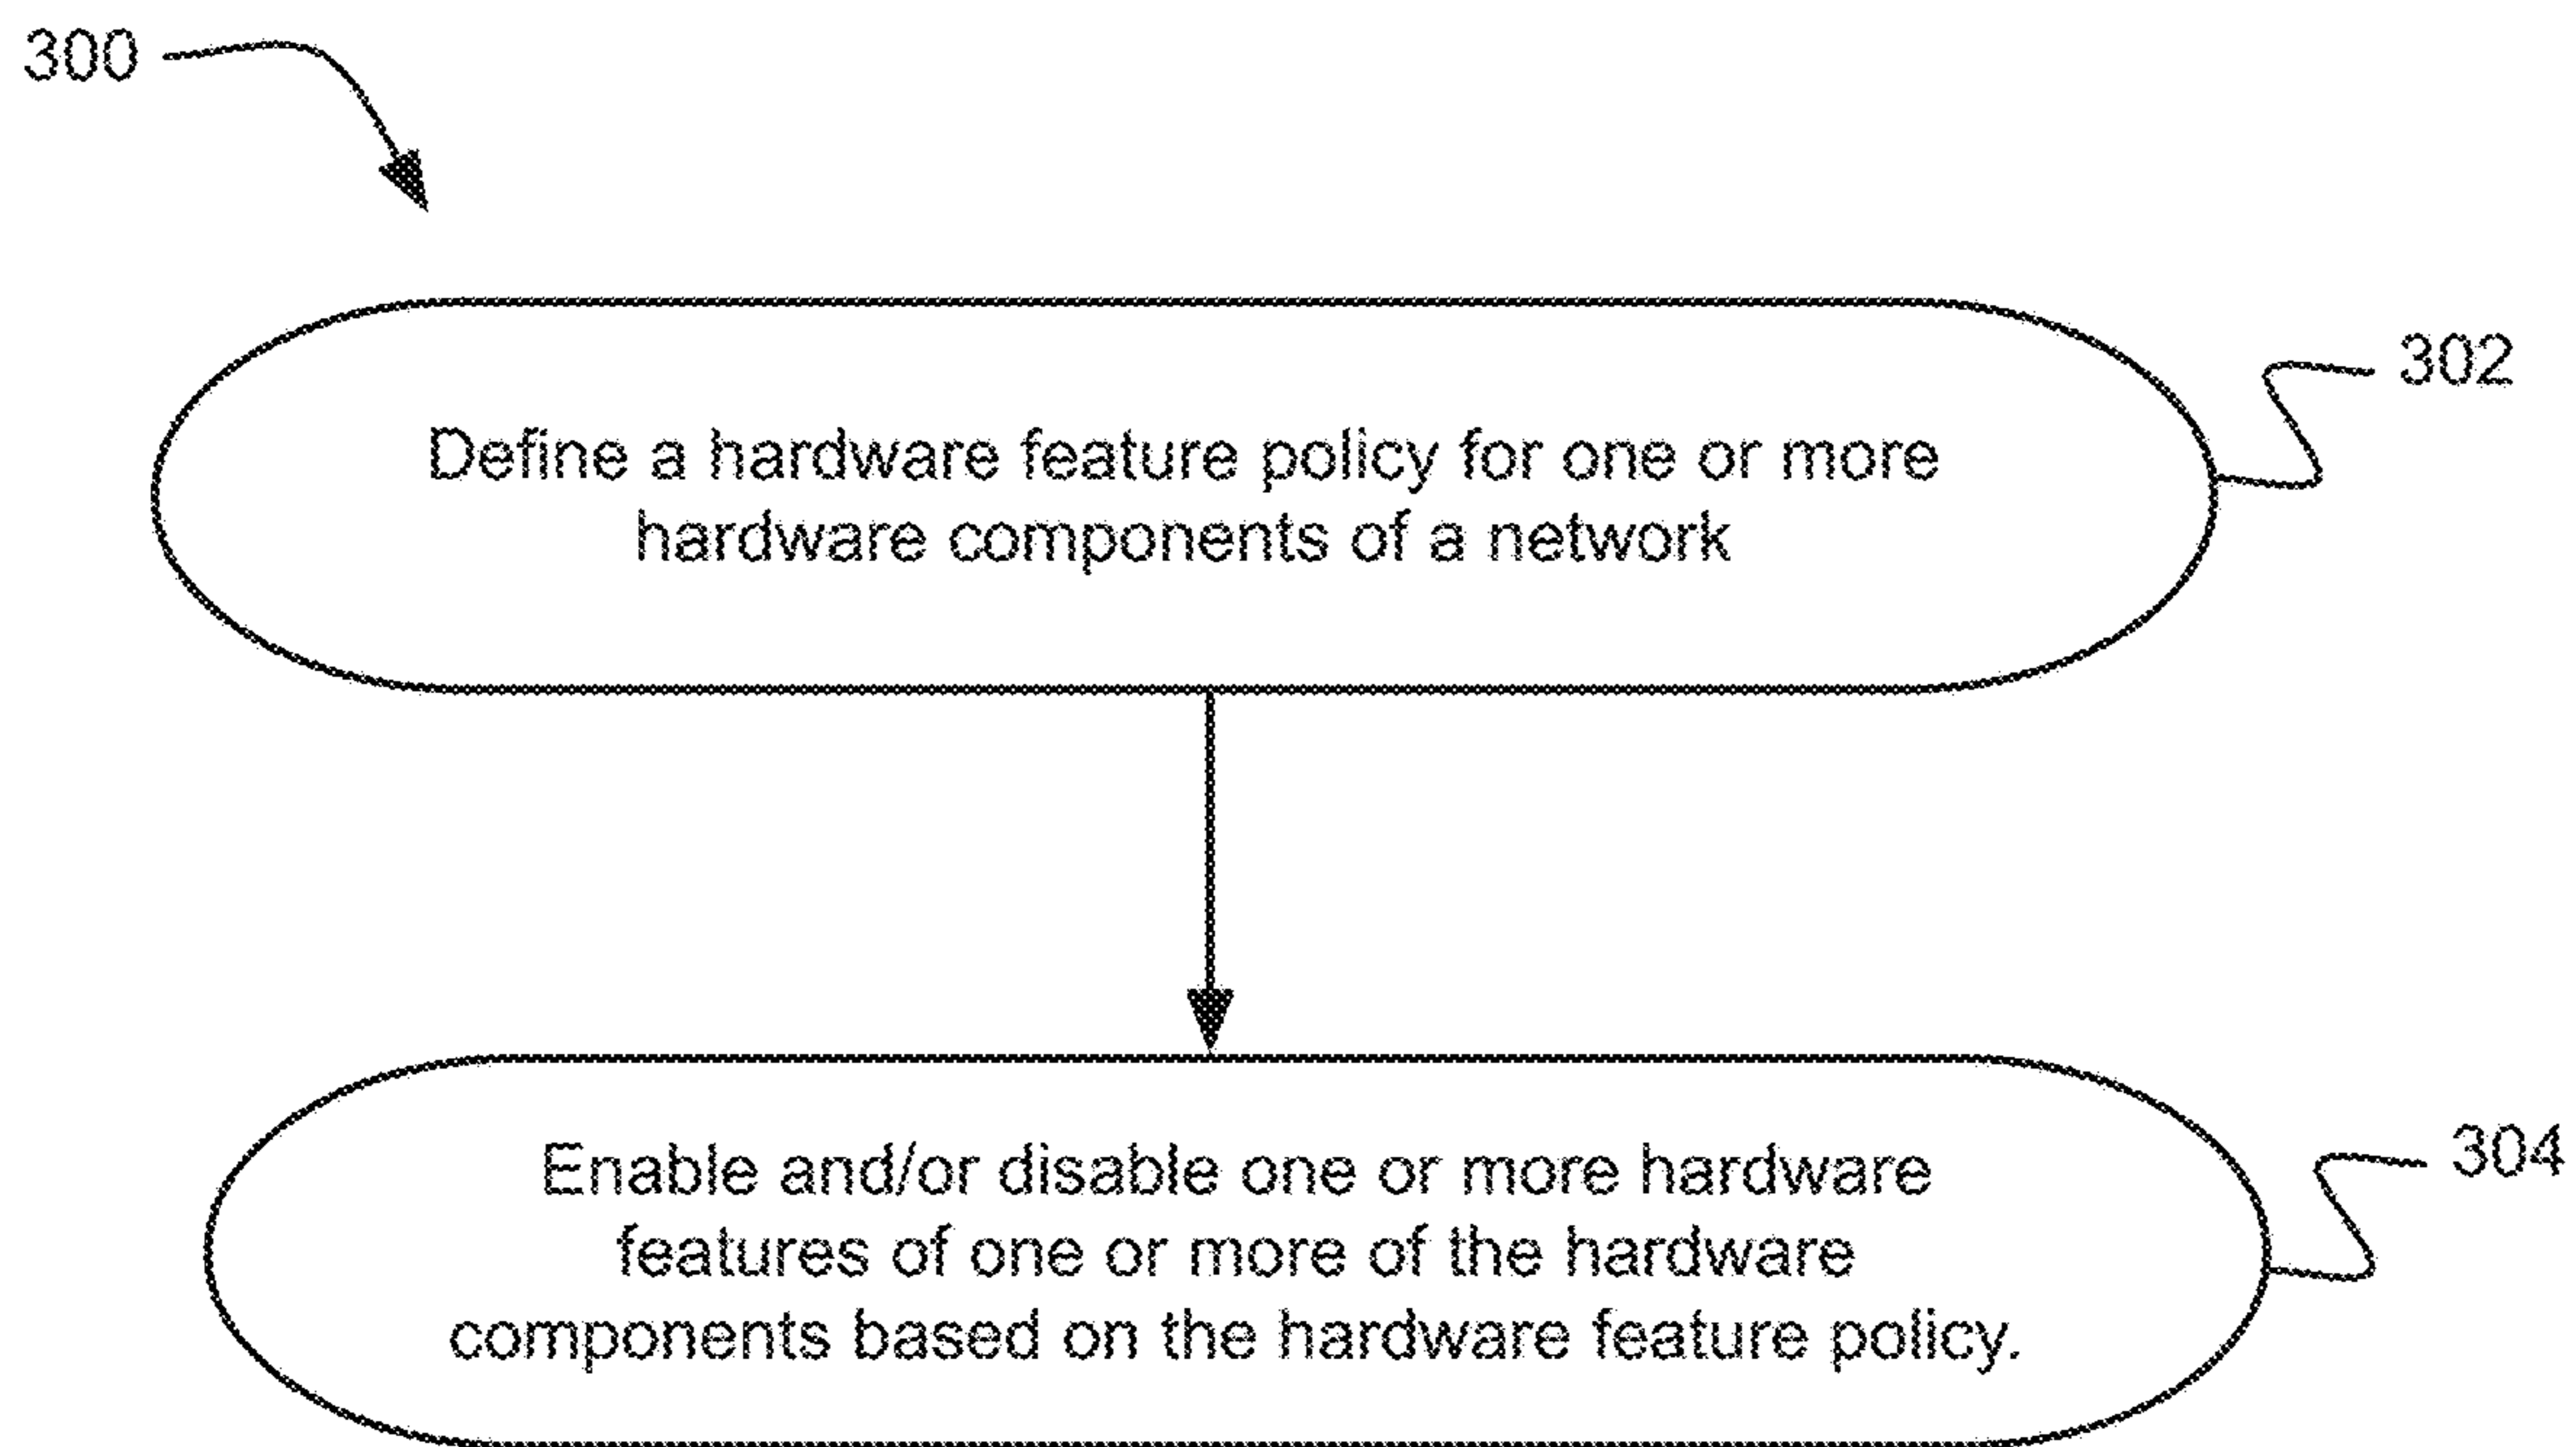 300
Define a hardware feature policy for one or more
hardware components of a network
302
Enable and/or disable one or more hardware
features of one or more of the hardware
components based on the hardware feature policy.
304